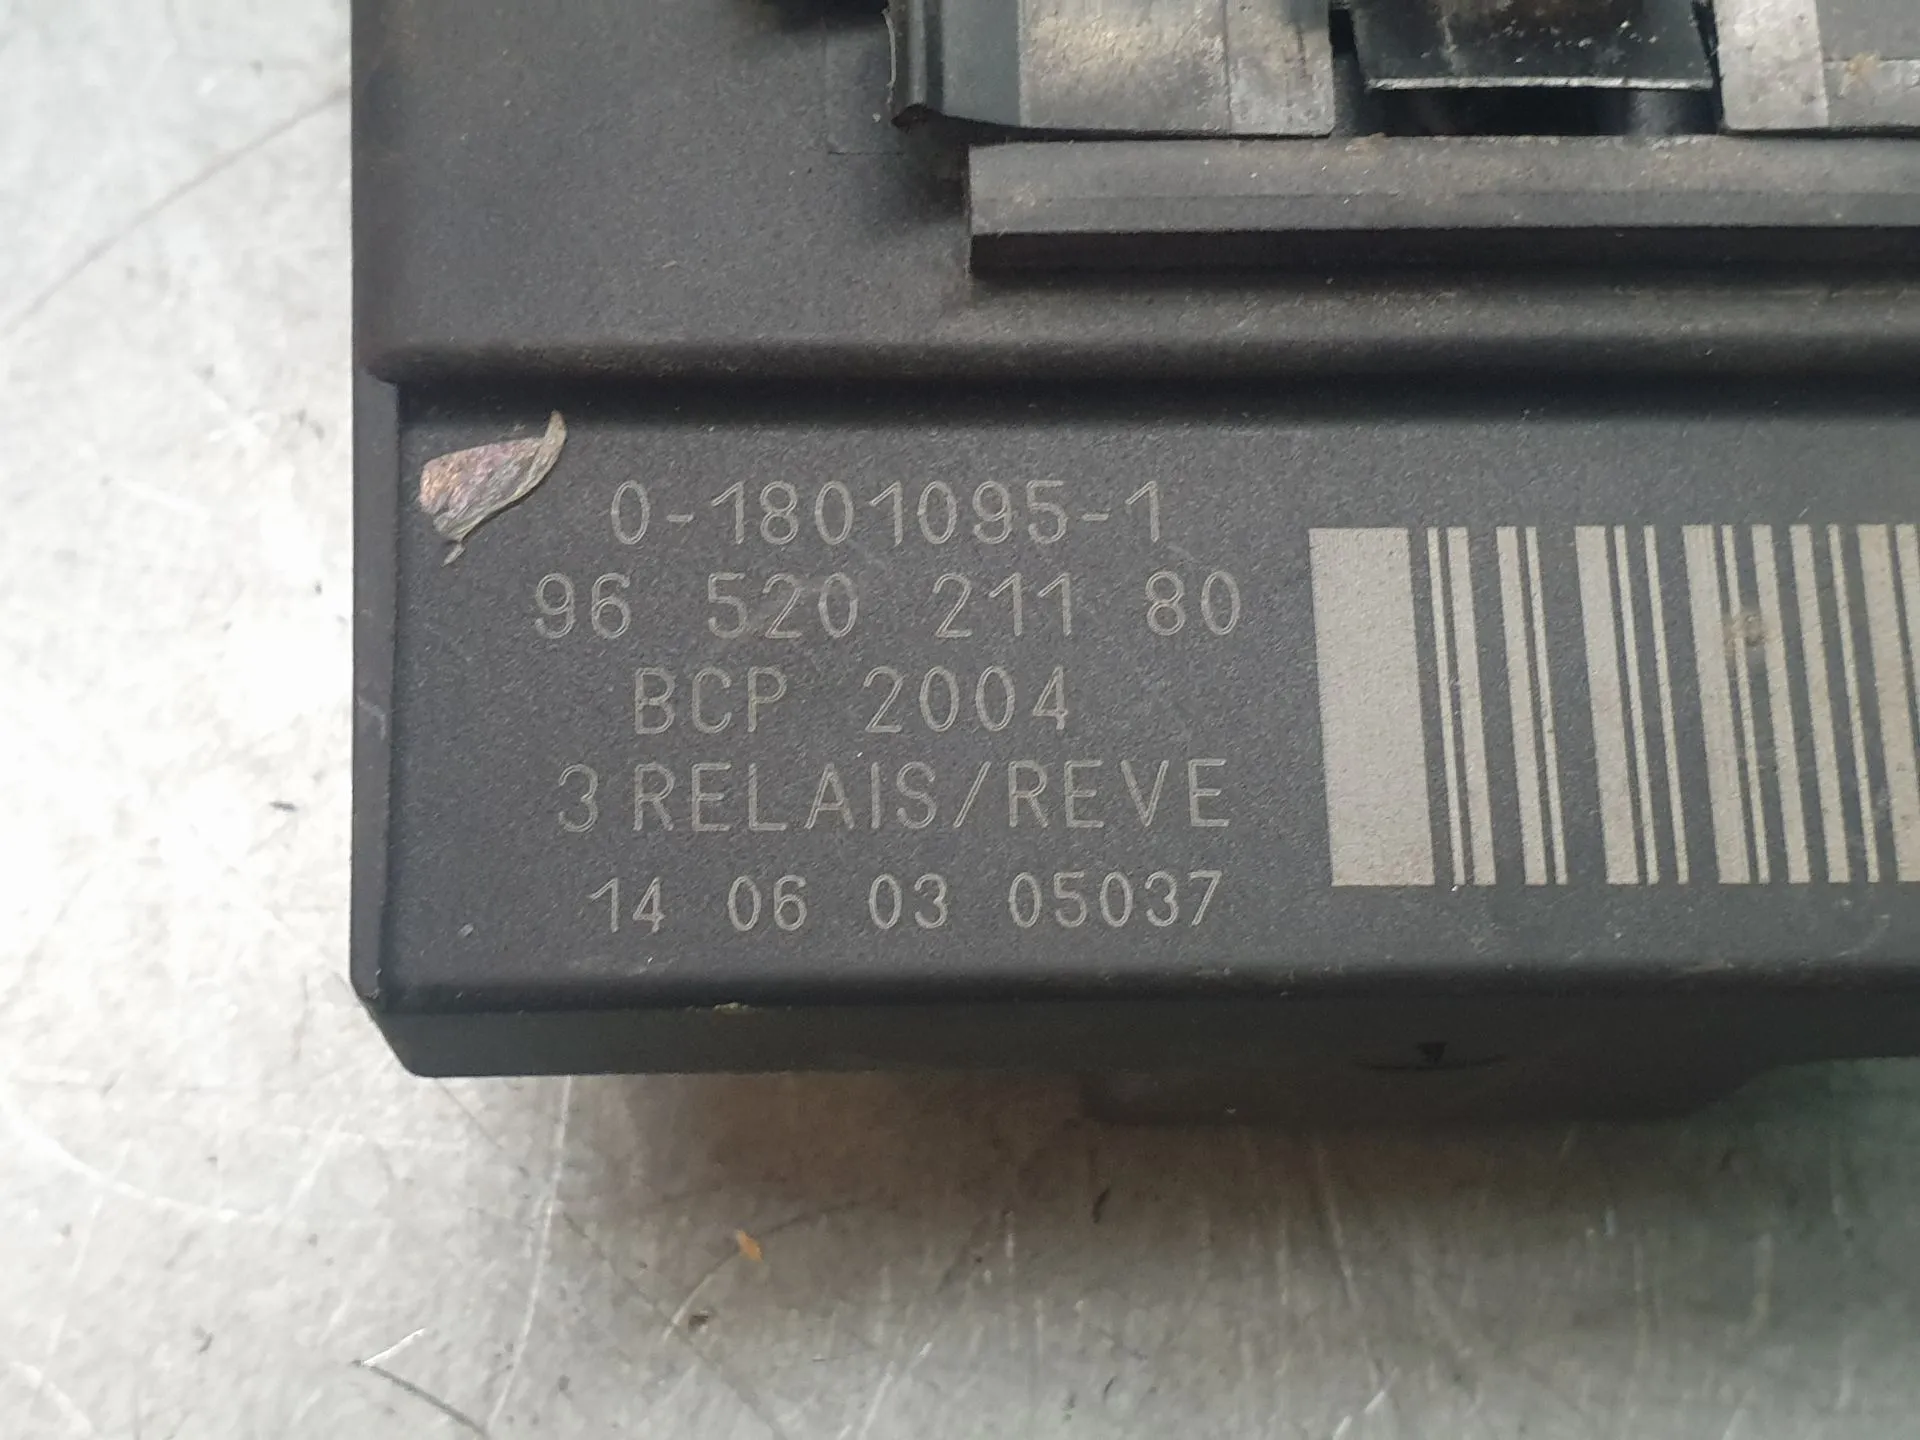 0-1801095-1
96 520 211 80
BCP 2004
3 RELAIS/REVE
14 06 03 05037